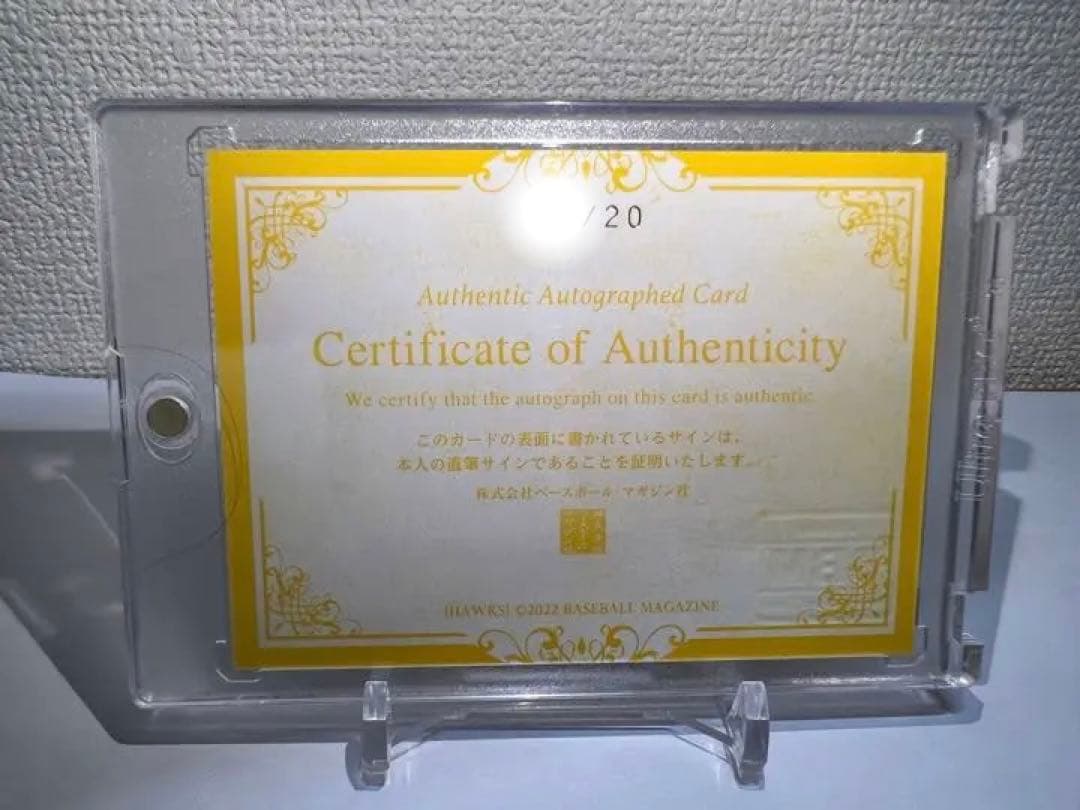 /20
Authentic Autographed Card
Certificate of Authenticity
We certify that the autograph on this card is authentic.
このカードの表面に書かれているサインは、
本人の直筆サインであることを証明いたします。
株式会社ベースボール・マガジン社
[HAWKS] ©2022 BASEBALL MAGAZINE